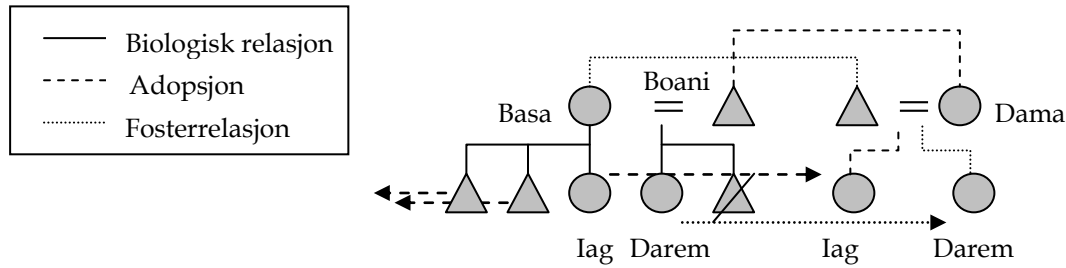 Biologisk relasjon
Adopsjon
Fosterrelasjon
Boani
Basa
Dama
Iag Darem Iag Darem